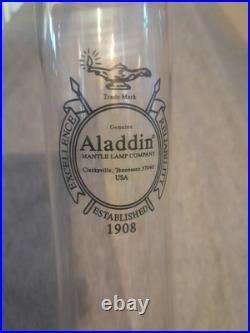 Trade Mark
Genuine
Aladdin®
MANTLE LAMP COMPANY
Clarksville, Tennessee 37040
USA
EXCELLENCE
RELIABILITY
ESTABLISHED
1908